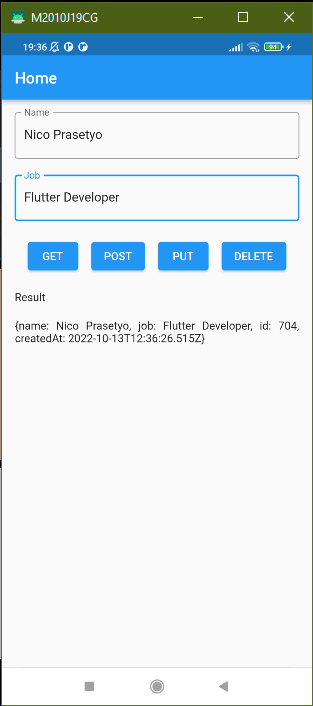 M2010J19CG
19:36
94
Home
Name
Nico Prasetyo
Job
Flutter Developer
GET POST PUT DELETE
Result
{name: Nico Prasetyo, job: Flutter Developer, id: 704,
createdAt: 2022-10-13T12:36:26.515Z}